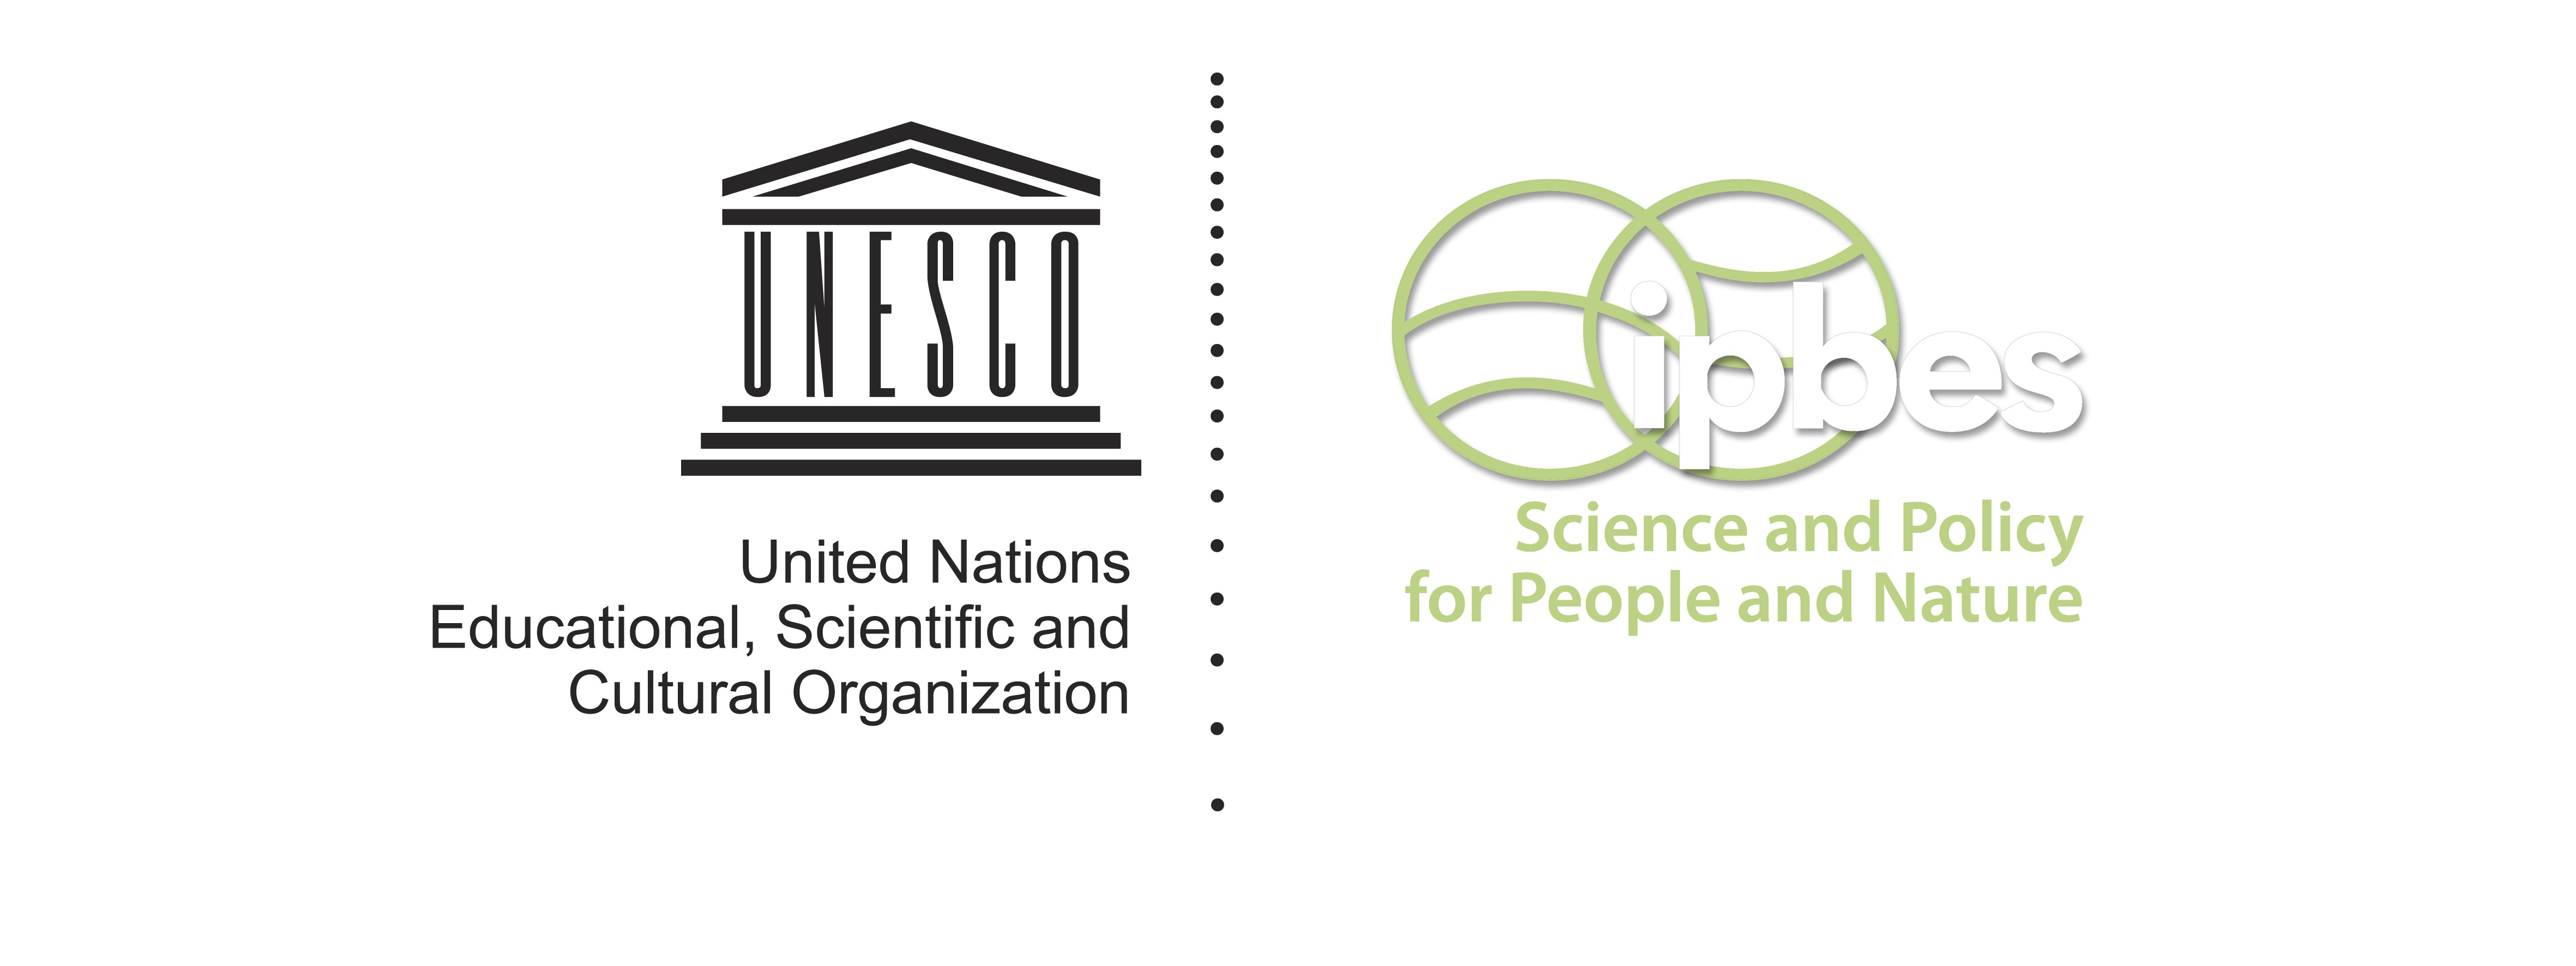 UNESCO
United Nations
Educational, Scientific and
Cultural Organization
ipbes
Science and Policy
for People and Nature